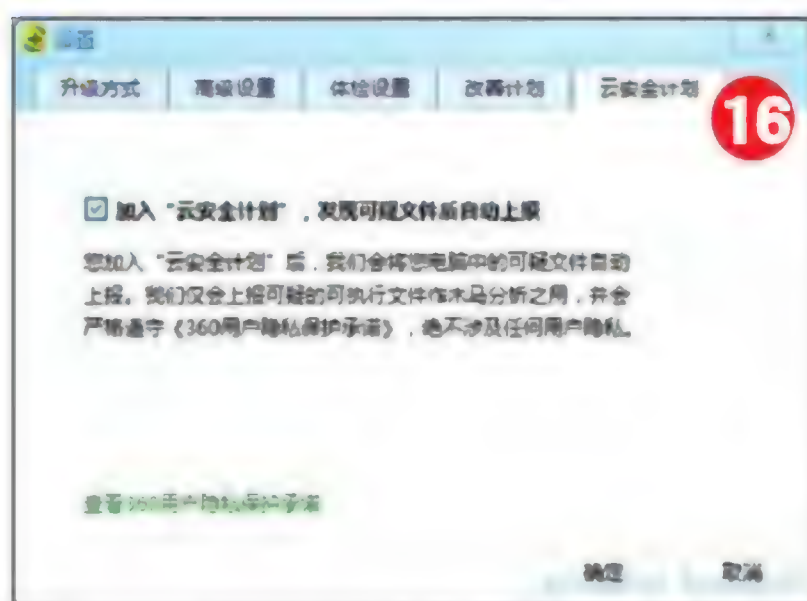 升级方式 高级设置 体检设置 改善计划 云安全计划
16
加入“云安全计划”，发现可疑文件后自动上报
您加入“云安全计划”后，我们会将您电脑中的可疑文件自动
上报。我们仅会上报可疑的可执行文件作木马分析之用，并会
严格遵守《360用户隐私保护承诺》，绝不涉及任何用户隐私。
查看360用户隐私保护承诺
确定 取消